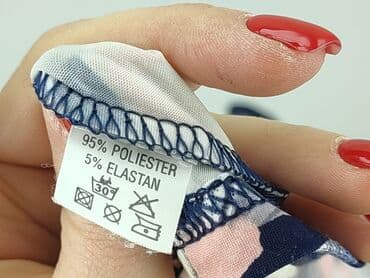 95% POLIESTER
5% ELASTAN
30